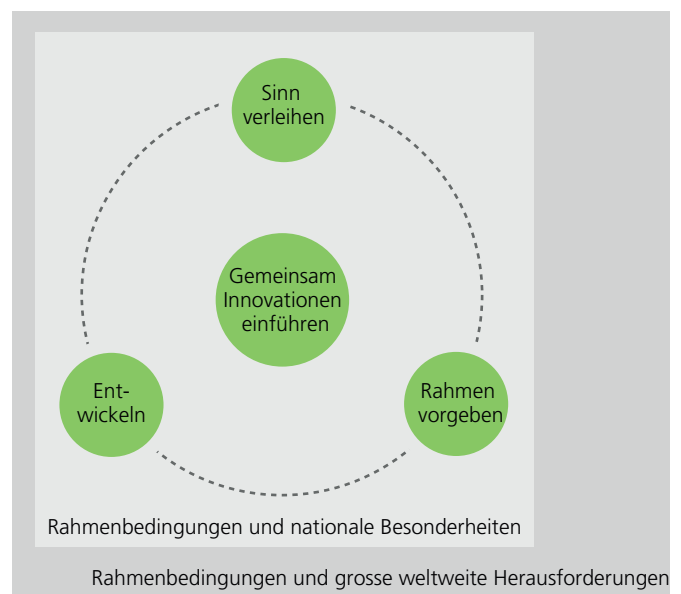 Sinn
verleihen
Gemeinsam
Innovationen
einführen
Ent-
wickeln
Rahmen
vorgeben
Rahmenbedingungen und nationale Besonderheiten
Rahmenbedingungen und grosse weltweite Herausforderungen